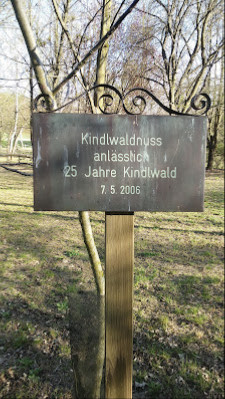 Kindlwaldnuss
anlässlich
25 Jahre Kindlwald
7. 5. 2006